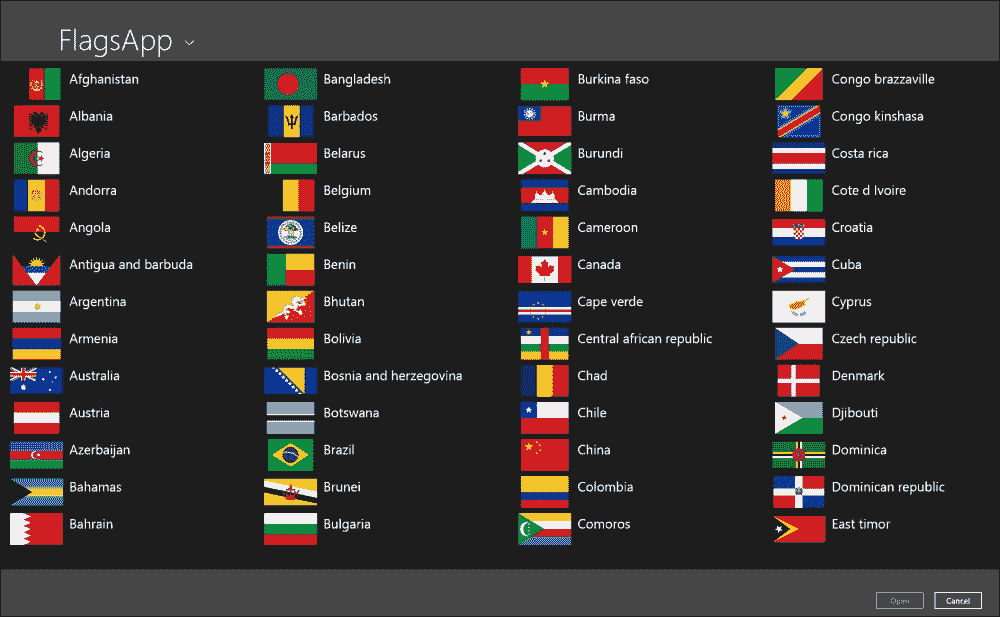 FlagsApp
Afghanistan
Albania
Algeria
Andorra
Angola
Antigua and barbuda
Argentina
Armenia
Australia
Austria
Azerbaijan
Bahamas
Bahrain
Bangladesh
Barbados
Belarus
Belgium
Belize
Benin
Bhutan
Bolivia
Bosnia and herzegovina
Botswana
Brazil
Brunei
Bulgaria
Burkina faso
Burma
Burundi
Cambodia
Cameroon
Canada
Cape verde
Central african republic
Chad
Chile
China
Colombia
Comoros
Congo brazzaville
Congo kinshasa
Costa rica
Cote d Ivoire
Croatia
Cuba
Cyprus
Czech republic
Denmark
Djibouti
Dominica
Dominican republic
East timor
Open
Cancel